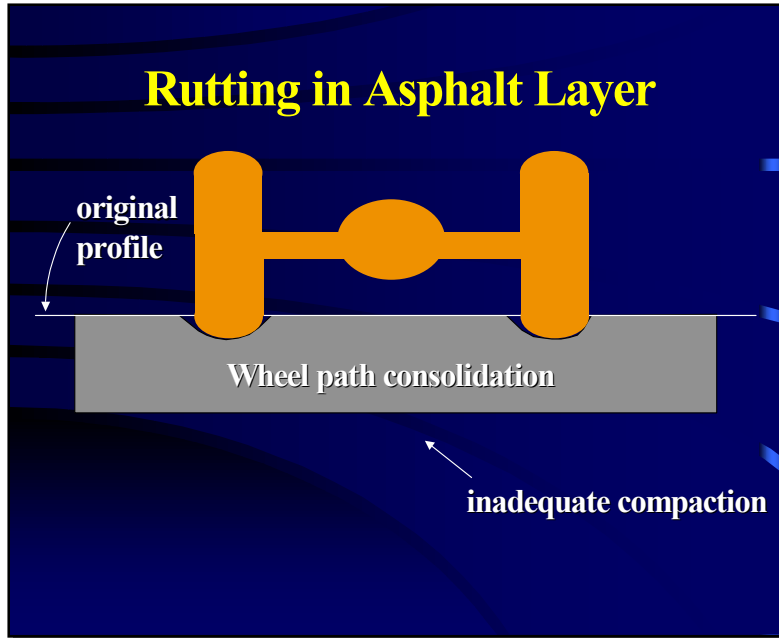 Rutting in Asphalt Layer
original
profile
Wheel path consolidation
inadequate compaction